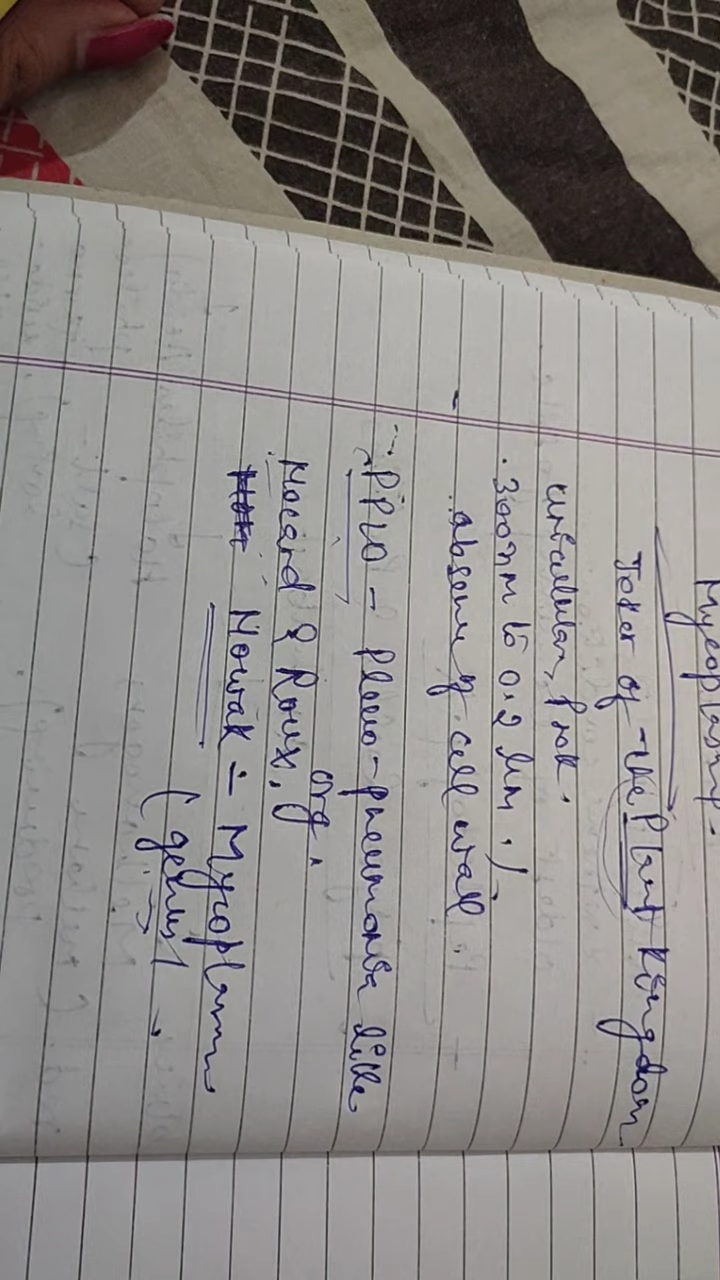 Mycoplasma.
Joker of the Plant Kingdom
unicellular, prok.
. 300nm to 0.2 µm .
absence of cell wall .
PPLO - Pleuro-pneumonia like
org.
Nocard & Roux,
Nowak - Mycoplasma
(genus) .